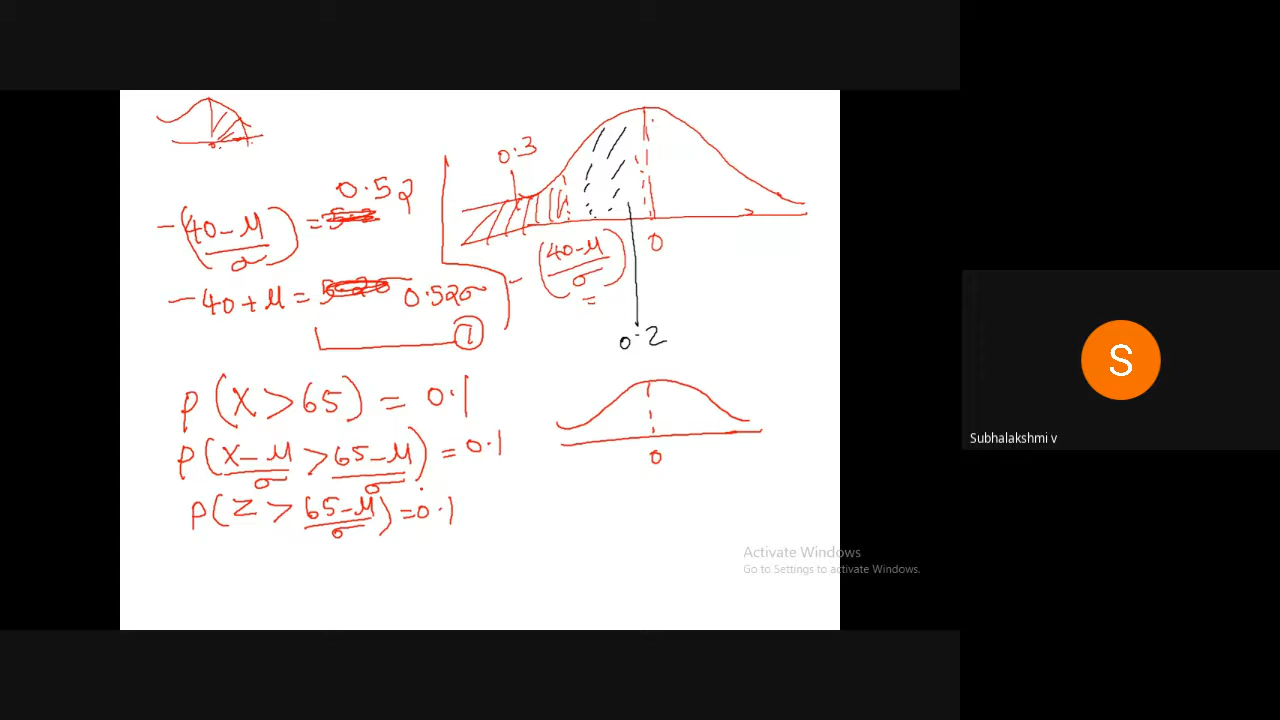 0.3
-(40-μ/σ) = 0.52
0
-(40-μ/σ)
-40+μ = 0.52σ
①
0.2
P(X>65) = 0.1
P(X-μ/σ > 65-μ/σ) = 0.1
0
P(Z > 65-μ/σ) = 0.1
S
Subhalakshmi v
Activate Windows
Go to Settings to activate Windows.